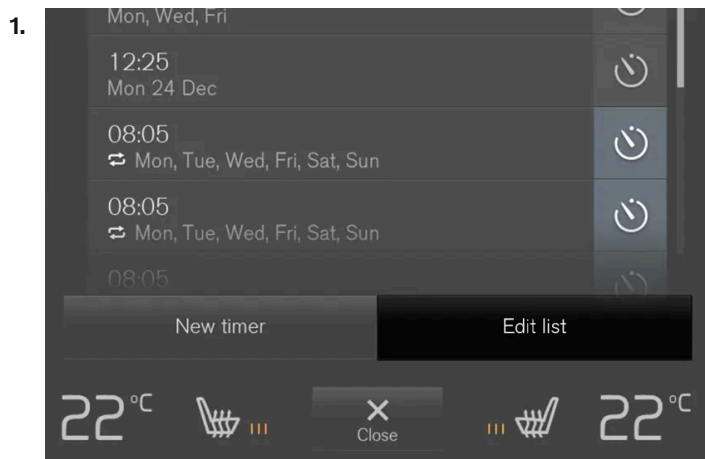 1.
Mon, Wed, Fri
12:25
Mon 24 Dec
08:05
Mon, Tue, Wed, Fri, Sat, Sun
08:05
Mon, Tue, Wed, Fri, Sat, Sun
08:05
New timer Edit list
22°C Close 22°C